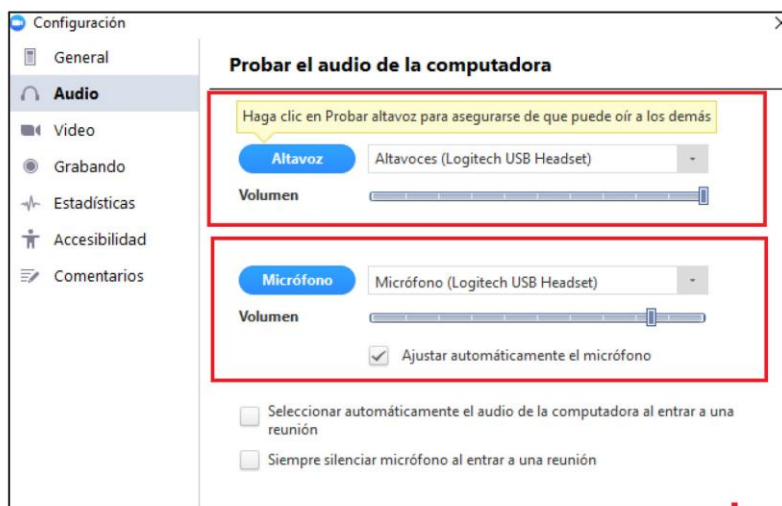 Configuración
General
Audio
Video
Grabando
Estadísticas
Accesibilidad
Comentarios
Probar el audio de la computadora
Haga clic en Probar altavoz para asegurarse de que puede oír a los demás
Altavoz
Altavoces (Logitech USB Headset)
Volumen
Micrófono
Micrófono (Logitech USB Headset)
Volumen
Ajustar automáticamente el micrófono
Seleccionar automáticamente el audio de la computadora al entrar a una
reunión
Siempre silenciar micrófono al entrar a una reunión